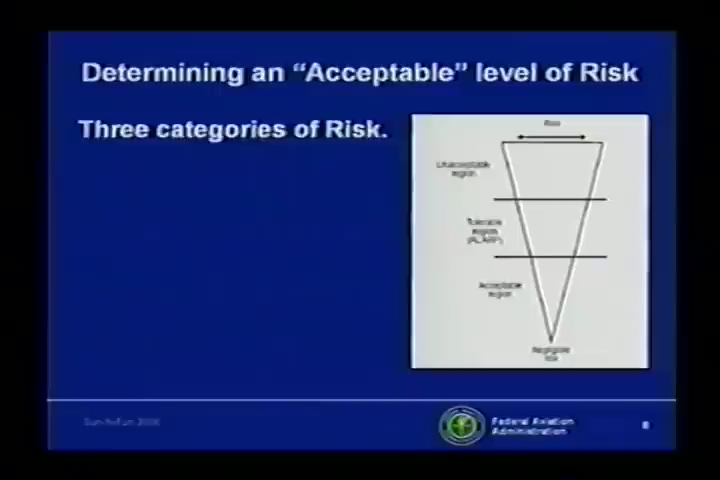 Determining an “Acceptable” level of Risk
Three categories of Risk.
Risk
Unacceptable
region
Tolerable
region
(ALARP)
Acceptable
region
Negligible
risk
Federal Aviation
Administration